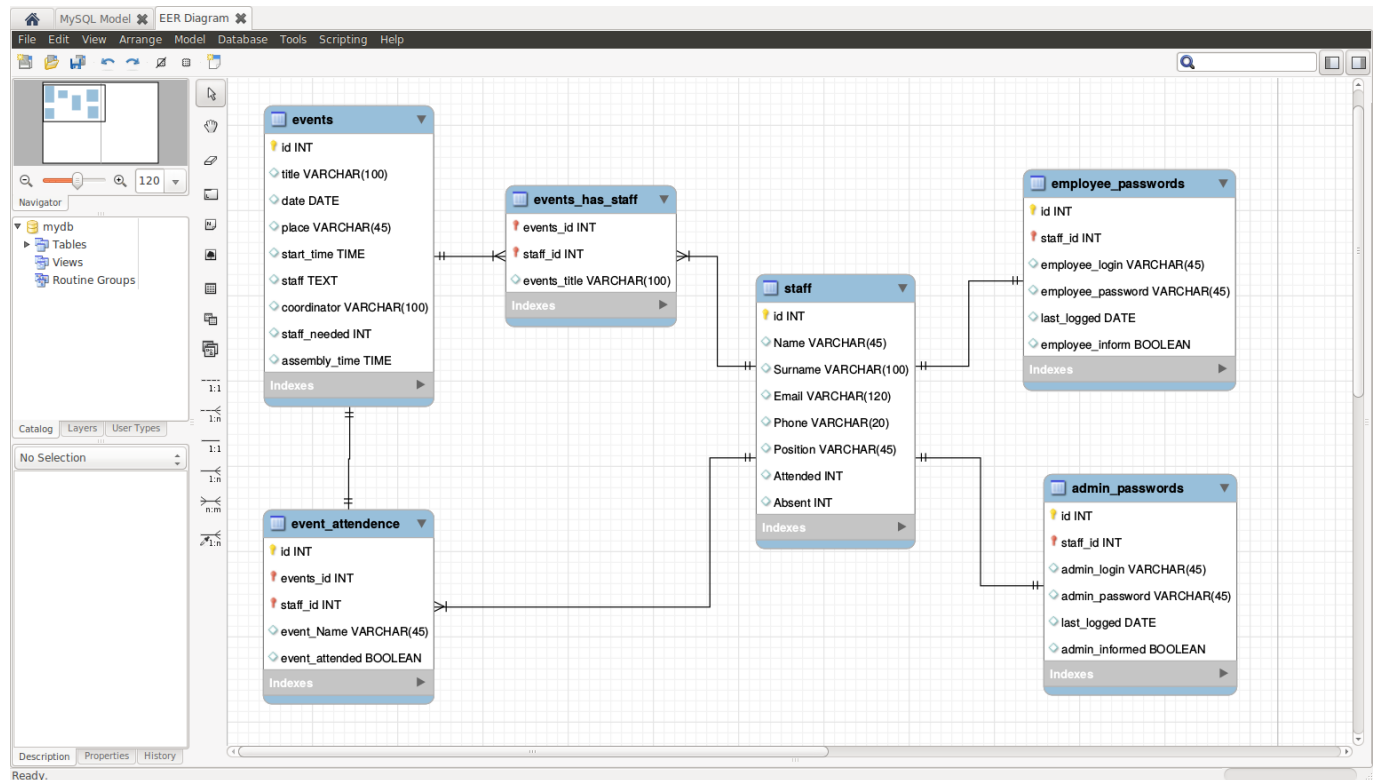 MySQL Model
EER Diagram
File Edit View Arrange Model Database Tools Scripting Help
120
Navigator
mydb
Tables
Views
Routine Groups
Catalog Layers User Types
No Selection
Description Properties History
Ready.
1:1
1:n
1:1
1:n
n:m
1:n
events
id INT
title VARCHAR(100)
date DATE
place VARCHAR(45)
start_time TIME
staff TEXT
coordinator VARCHAR(100)
staff_needed INT
assembly_time TIME
Indexes
events_has_staff
events_id INT
staff_id INT
events_title VARCHAR(100)
Indexes
staff
id INT
Name VARCHAR(45)
Surname VARCHAR(100)
Email VARCHAR(120)
Phone VARCHAR(20)
Position VARCHAR(45)
Attended INT
Absent INT
Indexes
employee_passwords
id INT
staff_id INT
employee_login VARCHAR(45)
employee_password VARCHAR(45)
last_logged DATE
employee_inform BOOLEAN
Indexes
event_attendence
id INT
events_id INT
staff_id INT
event_Name VARCHAR(45)
event_attended BOOLEAN
Indexes
admin_passwords
id INT
staff_id INT
admin_login VARCHAR(45)
admin_password VARCHAR(45)
last_logged DATE
admin_informed BOOLEAN
Indexes